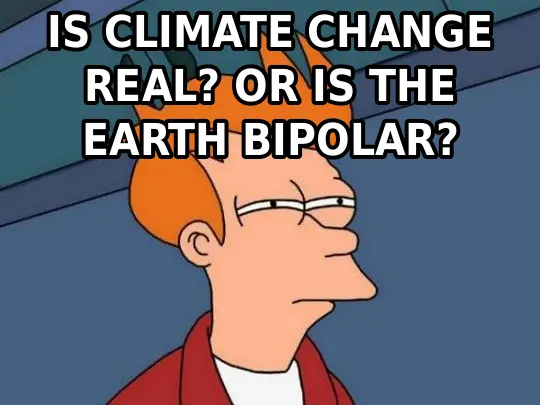 IS CLIMATE CHANGE
REAL? OR IS THE
EARTH BIPOLAR?